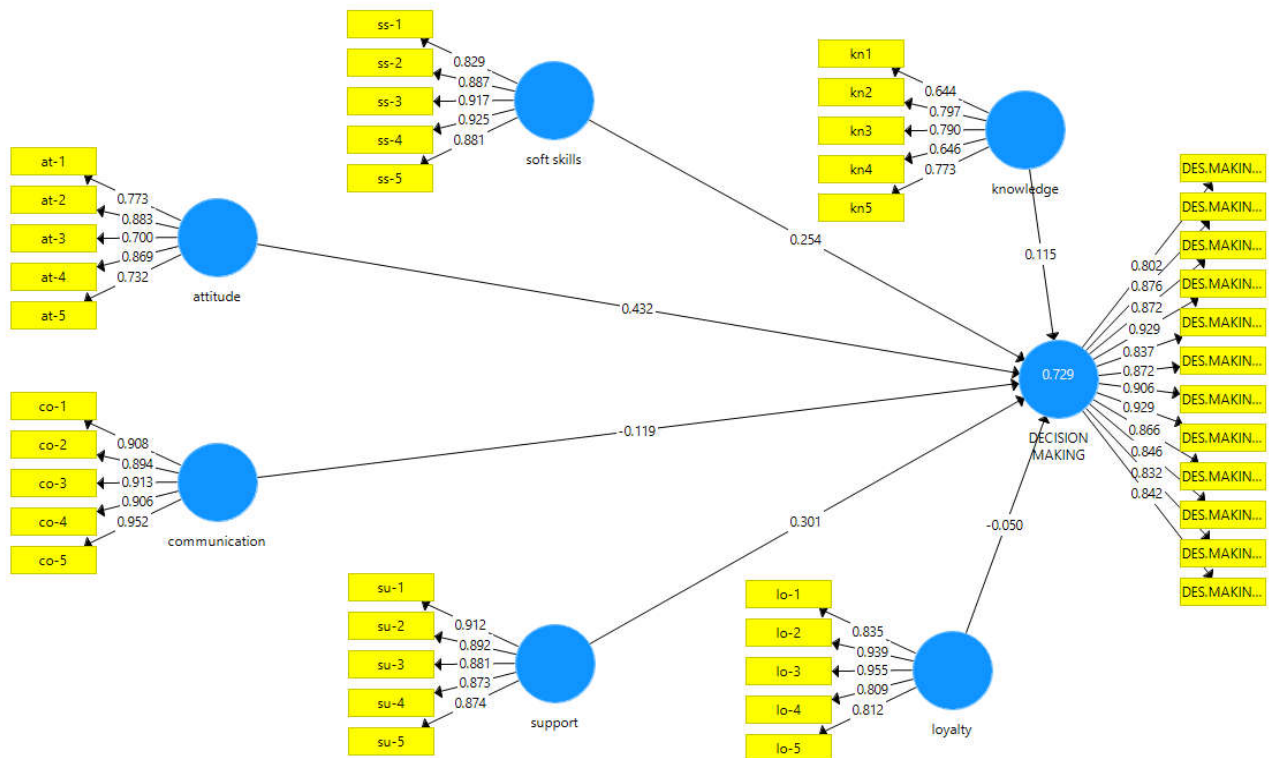 ss-1
ss-2
ss-3
ss-4
ss-5
0.829
0.887
0.917
0.925
0.881
soft skills
kn1
kn2
kn3
kn4
kn5
0.644
0.797
0.790
0.646
0.773
knowledge
at-1
at-2
at-3
at-4
at-5
0.773
0.883
0.700
0.869
0.732
attitude
0.254
0.115
0.432
co-1
co-2
co-3
co-4
co-5
0.908
0.894
0.913
0.906
0.952
communication
-0.119
0.729
DECISION
MAKING
DES.MAKIN...
DES.MAKIN...
DES.MAKIN...
DES.MAKIN...
DES.MAKIN...
DES.MAKIN...
DES.MAKIN...
DES.MAKIN...
DES.MAKIN...
DES.MAKIN...
DES.MAKIN...
DES.MAKIN...
0.802
0.876
0.872
0.929
0.837
0.872
0.906
0.929
0.866
0.846
0.832
0.842
su-1
su-2
su-3
su-4
su-5
0.912
0.892
0.881
0.873
0.874
support
0.301
-0.050
lo-1
lo-2
lo-3
lo-4
lo-5
0.835
0.939
0.955
0.809
0.812
loyalty